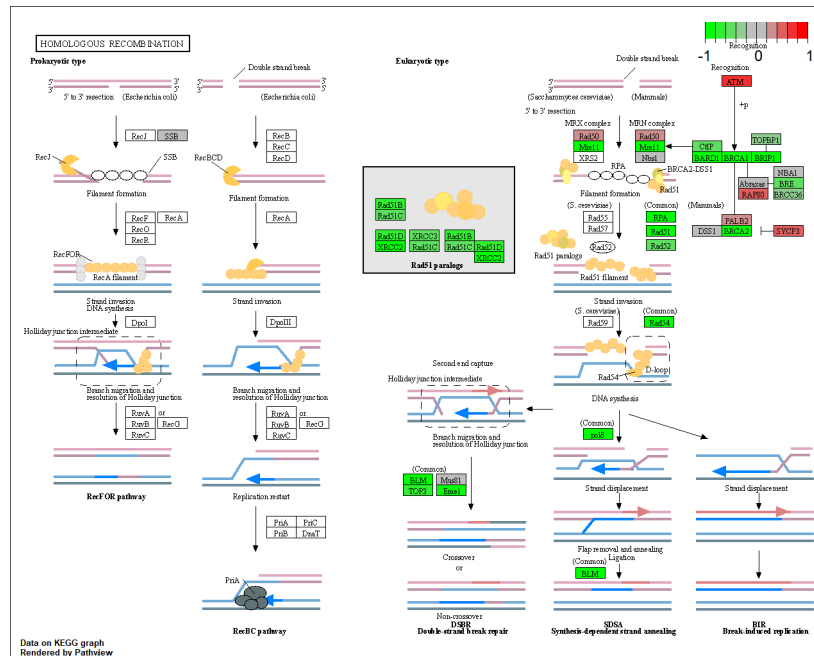 HOMOLOGOUS RECOMBINATION
-1 0 1
Recognition
Prokaryotic type
Double strand break
5' 3'
3' 5'
5' to 3' resection
(Escherichia coli)
(Escherichia coli)
RecJ SSB
RecJ
SSB
Filament formation
RecF RecA
RecO
RecR
RecFOR
RecA filament
Strand invasion
DNA synthesis
DpoI
Holliday junction intermediate
Branch migration and
resolution of Holliday junction
RuvA or
RuvB RecG
RuvC
RecFOR pathway
RecB
RecC
RecD
RecBCD
Filament formation
RecA
Strand invasion
DpoIII
Branch migration and
resolution of Holliday junction
RuvA or
RuvB RecG
RuvC
Replication restart
PriA PriC
PriB DnaT
PriA
RecBC pathway
Eukaryotic type
Double strand break
5' 3'
3' 5'
(Saccharomyces cerevisiae)
(Mammals)
5' to 3' resection
MRX complex
Rad50
Mre11
XRS2
MRN complex
Rad50
Mre11
Nbs1
RPA
BRCA2-DSS1
Rad51
Filament formation
Recognition
ATM
+p
CtIP
TOPBP1
BARD1 BRCA1 BRIP1
Abraxas
RAP80
NBA1
BRE
BRCC36
(Mammals)
PALB2
DSS1 BRCA2
SYCP3
Rad51B
Rad51C
Rad51D XRCC3 Rad51B
XRCC2 Rad51C Rad51C Rad51D
XRCC2
Rad51 paralogs
(S. cerevisiae)
Rad55
Rad57
Rad52
(Common)
RPA
Rad51
Rad52
Rad51 paralogs
Rad51 filament
Strand invasion
(S. cerevisiae)
Rad59
(Common)
Rad54
Rad54
D-loop
DNA synthesis
Second end capture
Holliday junction intermediate
Branch migration and
resolution of Holliday junction
(Common)
BLM Mus81
TOP3 Eme1
Crossover
or
Non-crossover
DSBR
Double-strand break repair
(Common)
polδ
Strand displacement
Flap removal and annealing
Ligation
(Common)
BLM
SDSA
Synthesis-dependent strand annealing
Strand displacement
BIR
Break-induced replication
Data on KEGG graph
Rendered by Pathview